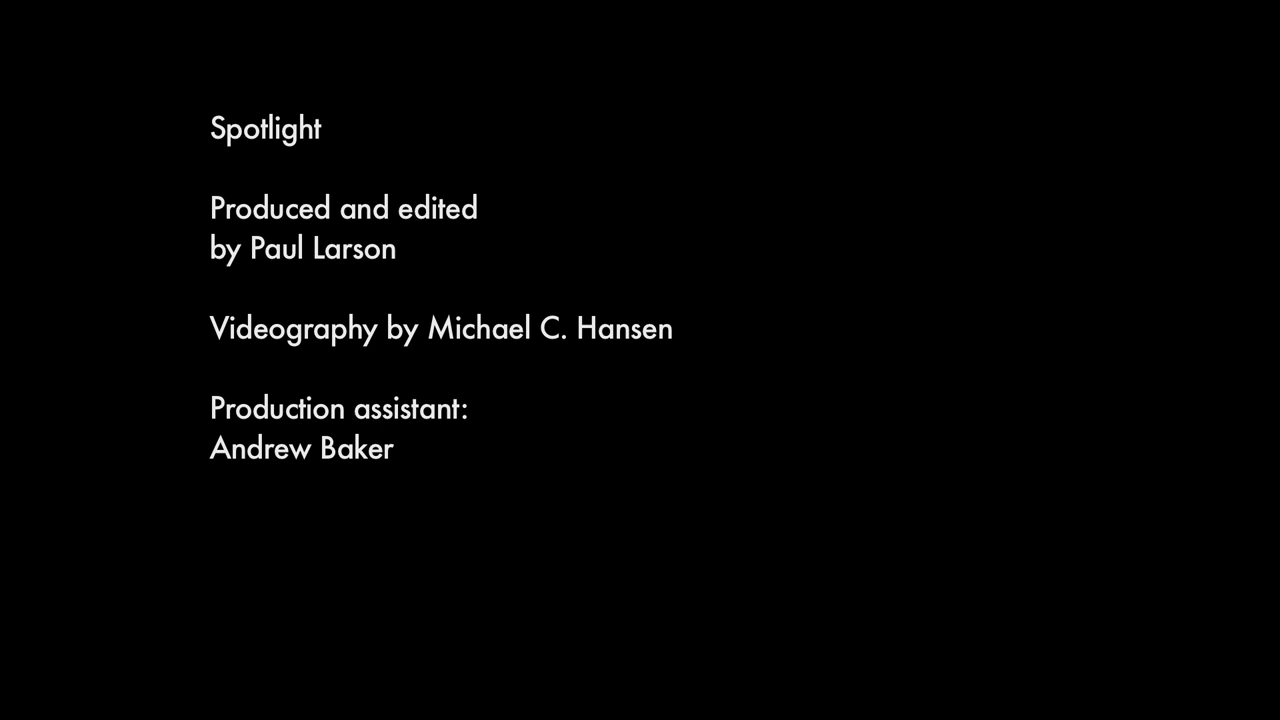 Spotlight
Produced and edited
by Paul Larson
Videography by Michael C. Hansen
Production assistant:
Andrew Baker